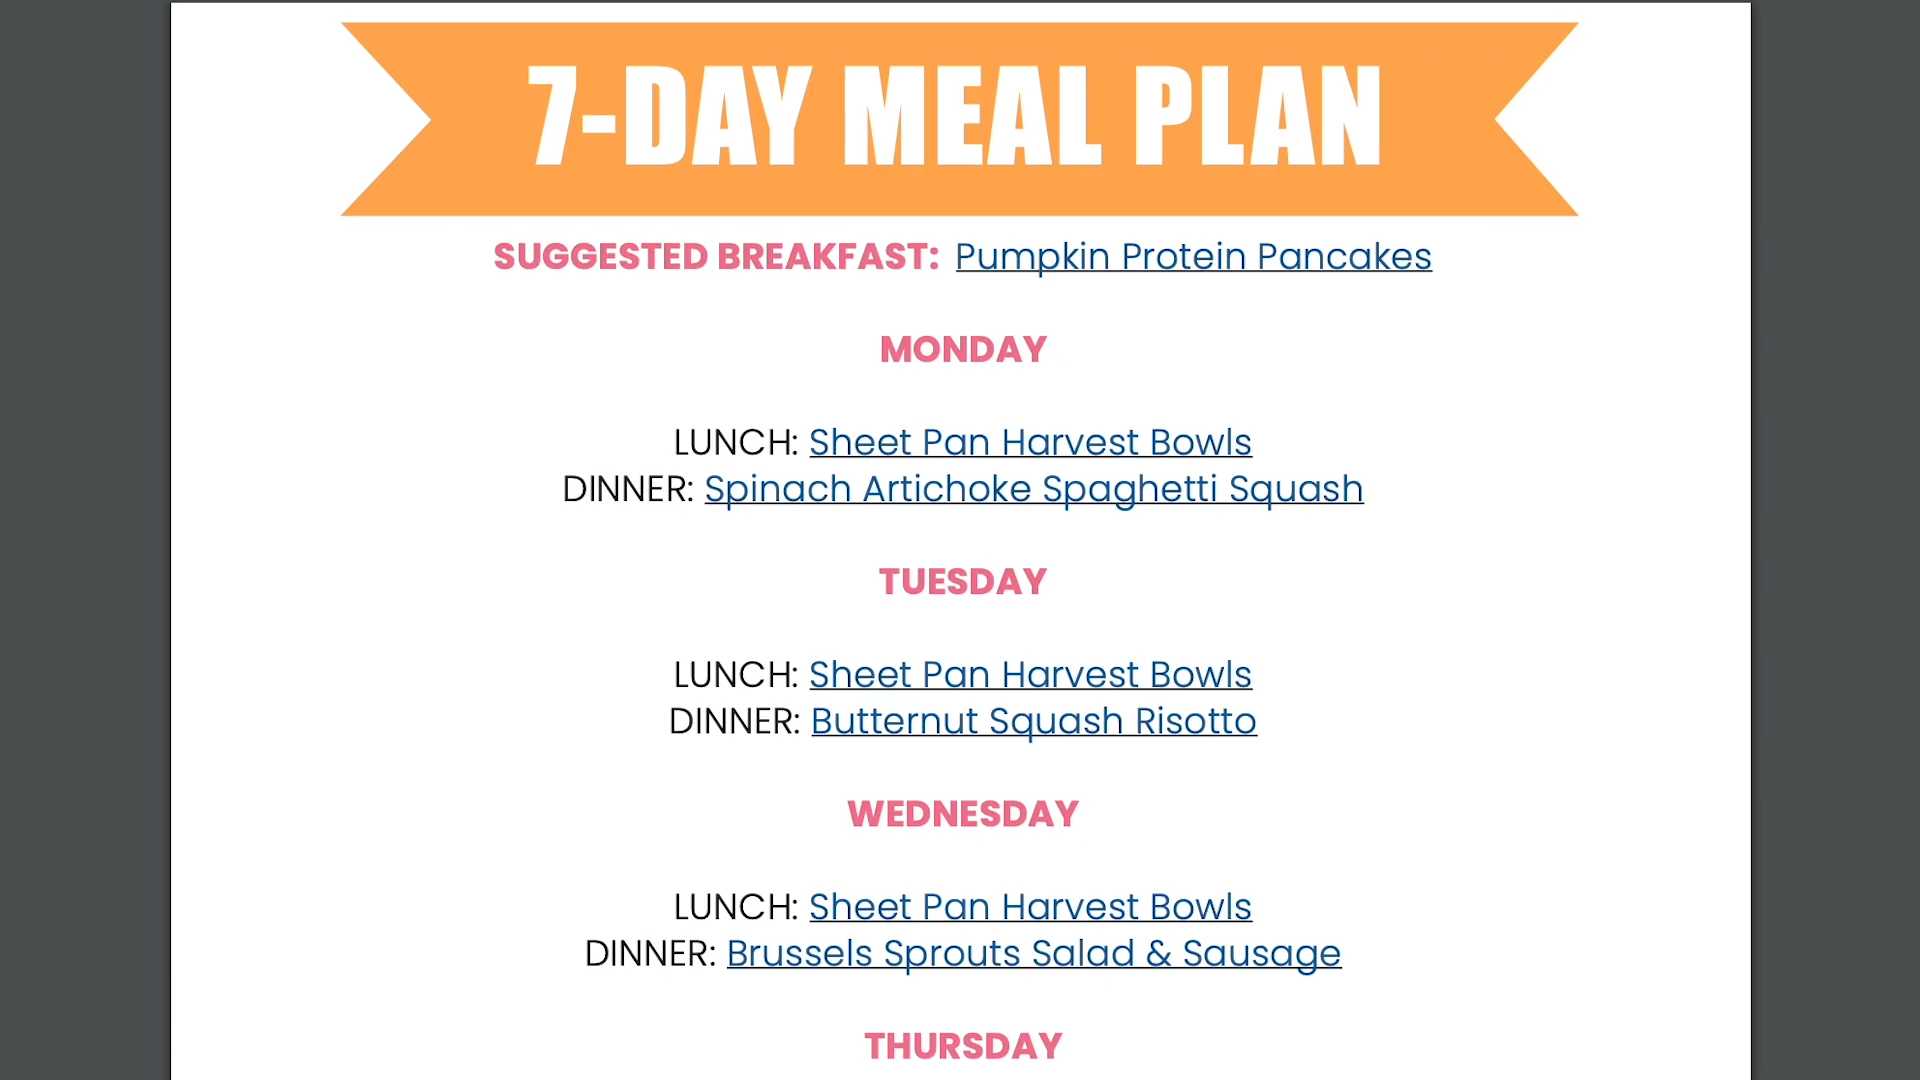 7-DAY MEAL PLAN
SUGGESTED BREAKFAST: Pumpkin Protein Pancakes
MONDAY
LUNCH: Sheet Pan Harvest Bowls
DINNER: Spinach Artichoke Spaghetti Squash
TUESDAY
LUNCH: Sheet Pan Harvest Bowls
DINNER: Butternut Squash Risotto
WEDNESDAY
LUNCH: Sheet Pan Harvest Bowls
DINNER: Brussels Sprouts Salad & Sausage
THURSDAY